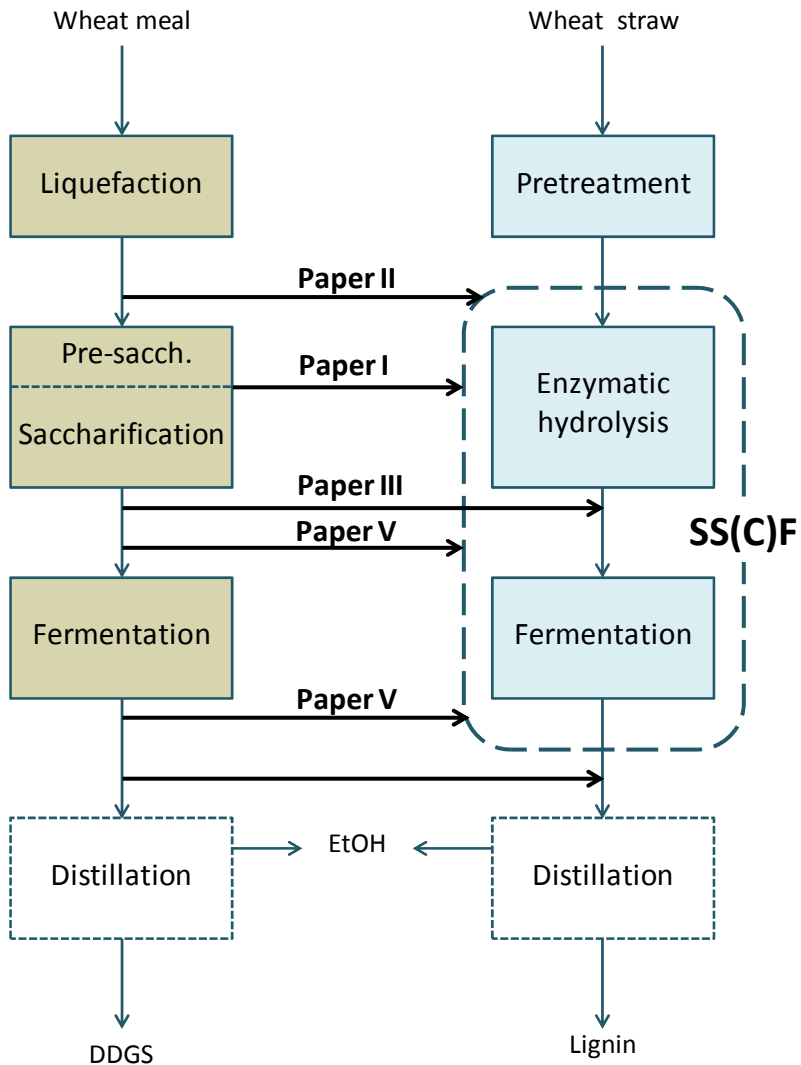 Wheat meal
Wheat straw
Liquefaction
Pretreatment
Paper II
Pre-sacch.
Paper I
Saccharification
Enzymatic
hydrolysis
Paper III
Paper V
SS(C)F
Fermentation
Fermentation
Paper V
EtOH
Distillation
Distillation
DDGS
Lignin